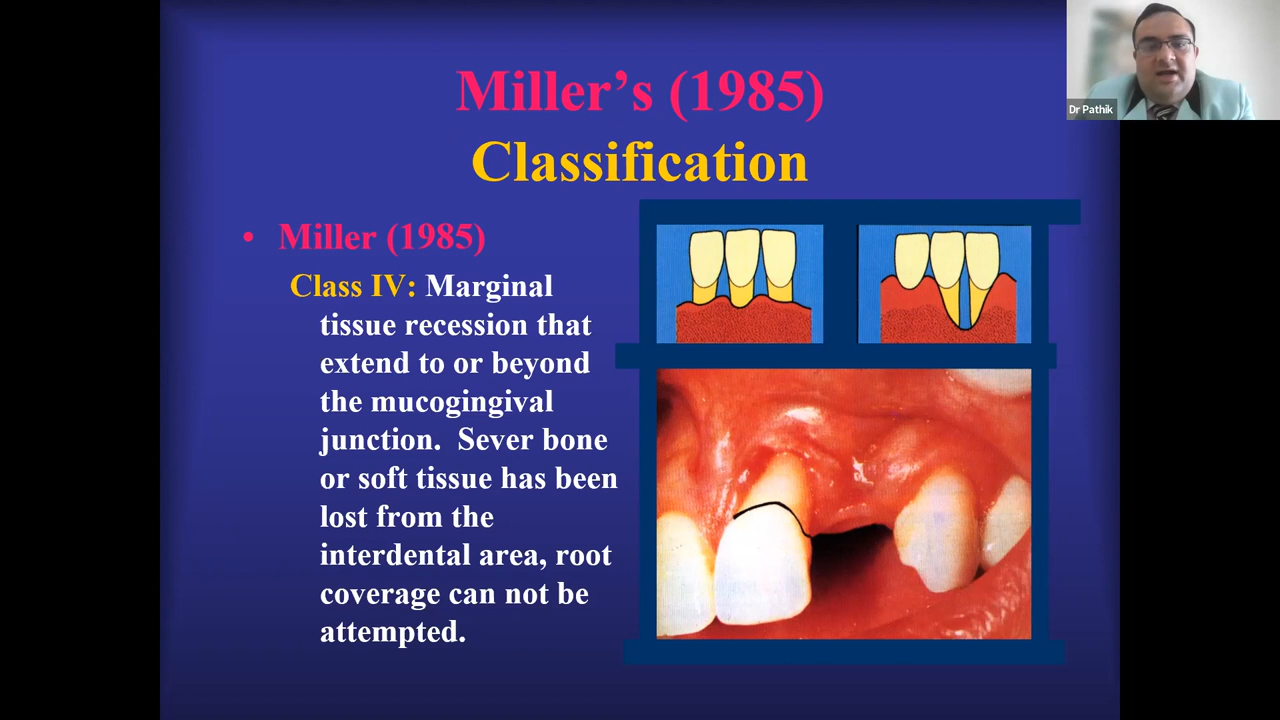 Miller’s (1985)
Classification
• Miller (1985)
Class IV: Marginal
tissue recession that
extend to or beyond
the mucogingival
junction.  Sever bone
or soft tissue has been
lost from the
interdental area, root
coverage can not be
attempted.
Dr Pathik